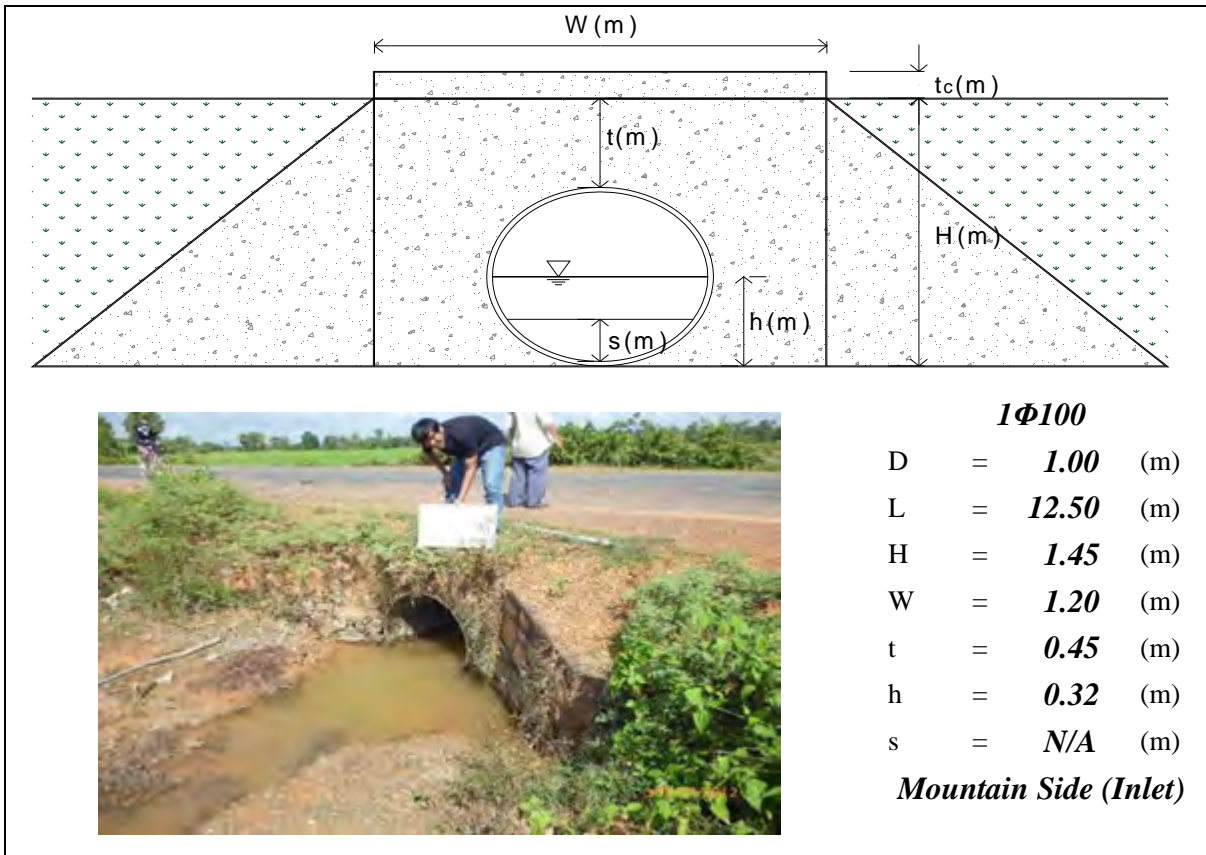 W(m)
tc(m)
t(m)
H(m)
h(m)
s(m)
1Φ100
D = 1.00 (m)
L = 12.50 (m)
H = 1.45 (m)
W = 1.20 (m)
t = 0.45 (m)
h = 0.32 (m)
s = N/A (m)
Mountain Side (Inlet)